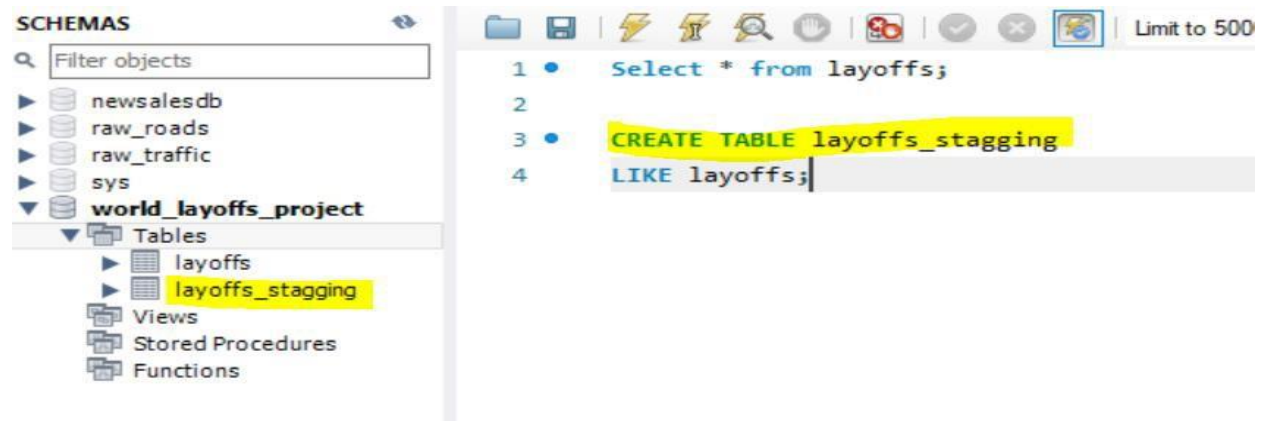 SCHEMAS
Filter objects
newsalesdb
raw_roads
raw_traffic
sys
world_layoffs_project
Tables
layoffs
layoffs_stagging
Views
Stored Procedures
Functions
Limit to 500
1 Select * from layoffs;
2
3 CREATE TABLE layoffs_stagging
4 LIKE layoffs;